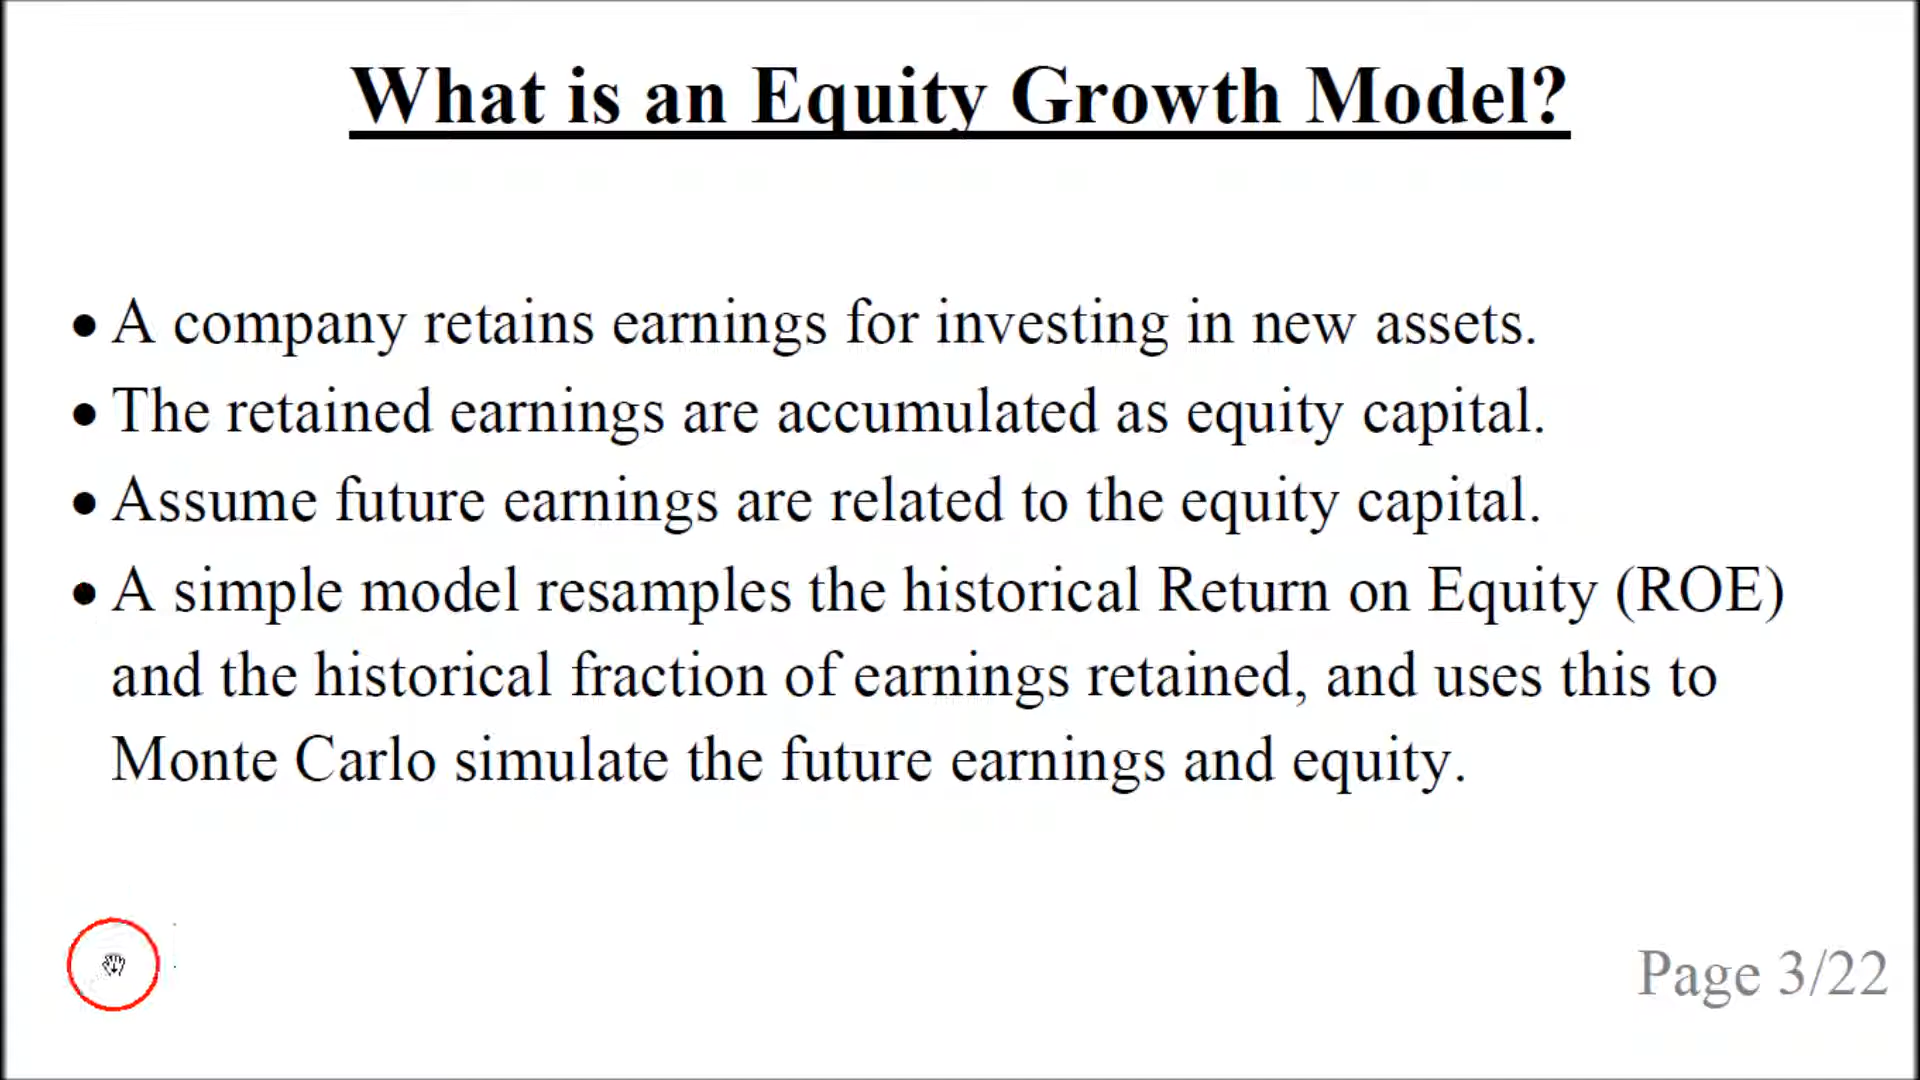 What is an Equity Growth Model?
• A company retains earnings for investing in new assets.
• The retained earnings are accumulated as equity capital.
• Assume future earnings are related to the equity capital.
• A simple model resamples the historical Return on Equity (ROE)
and the historical fraction of earnings retained, and uses this to
Monte Carlo simulate the future earnings and equity.
Page 3/22